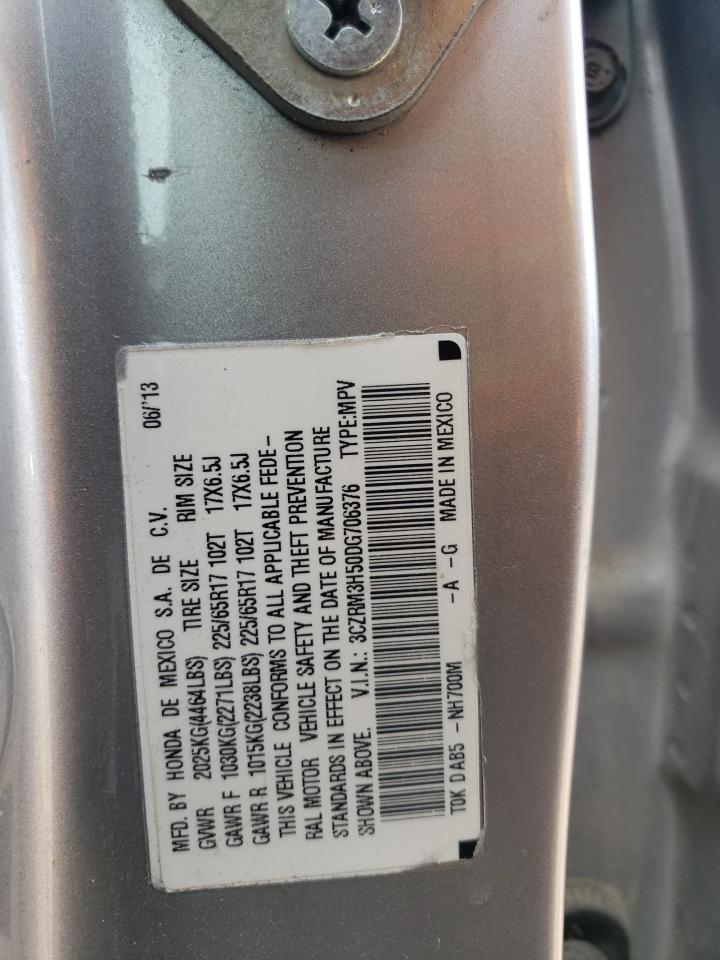 MFD. BY HONDA DE MEXICO S.A. DE C.V. 06/'13
GVWR 2025KG(4464LBS) TIRE SIZE RIM SIZE
GAWR F 1030KG(2271LBS) 225/65R17 102T 17X6.5J
GAWR R 1015KG(2238LBS) 225/65R17 102T 17X6.5J
THIS VEHICLE CONFORMS TO ALL APPLICABLE FEDE-
RAL MOTOR VEHICLE SAFETY AND THEFT PREVENTION
STANDARDS IN EFFECT ON THE DATE OF MANUFACTURE
SHOWN ABOVE. V.I.N.: 3CZRM3H50DG706376 TYPE:MPV
T0K DAB5 -NH700M -A -G MADE IN MEXICO